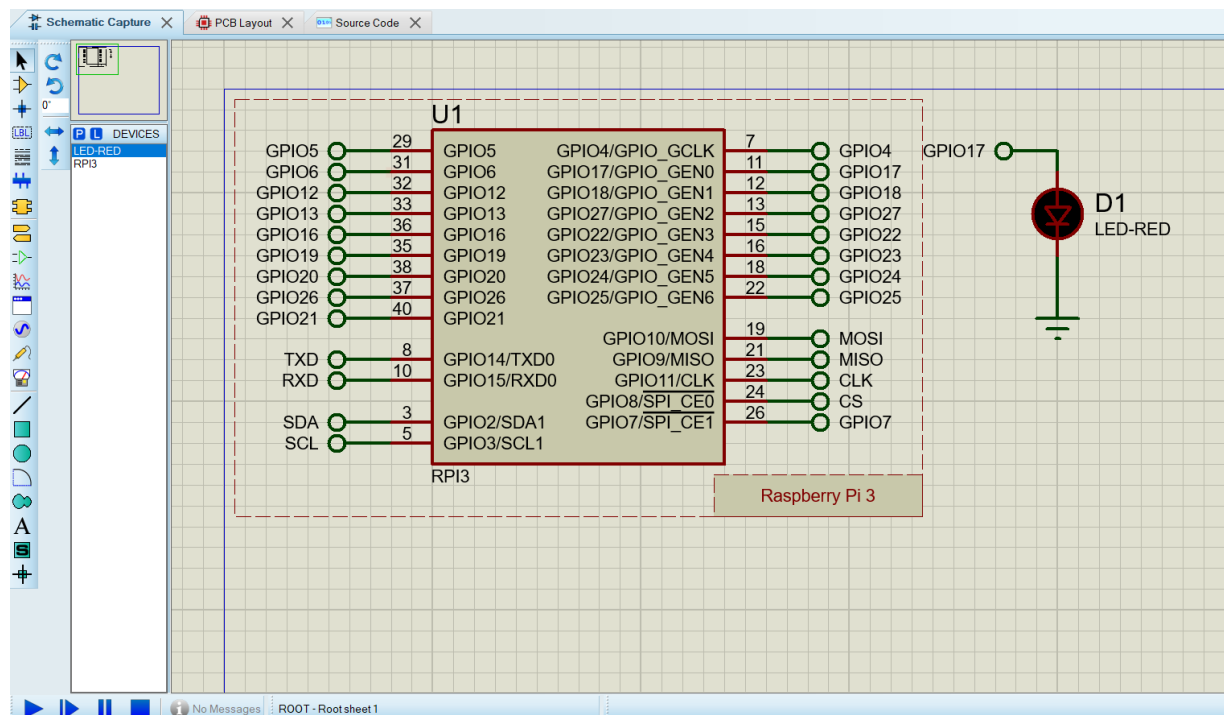 Schematic Capture
PCB Layout
Source Code
0°
LBL
P L DEVICES
LED-RED
RPI3
A
S
U1
GPIO5 29 GPIO5 GPIO4/GPIO_GCLK 7 GPIO4
GPIO6 31 GPIO6 GPIO17/GPIO_GEN0 11 GPIO17
GPIO12 32 GPIO12 GPIO18/GPIO_GEN1 12 GPIO18
GPIO13 33 GPIO13 GPIO27/GPIO_GEN2 13 GPIO27
GPIO16 36 GPIO16 GPIO22/GPIO_GEN3 15 GPIO22
GPIO19 35 GPIO19 GPIO23/GPIO_GEN4 16 GPIO23
GPIO20 38 GPIO20 GPIO24/GPIO_GEN5 18 GPIO24
GPIO26 37 GPIO26 GPIO25/GPIO_GEN6 22 GPIO25
GPIO21 40 GPIO21
GPIO10/MOSI 19 MOSI
TXD 8 GPIO14/TXD0 GPIO9/MISO 21 MISO
RXD 10 GPIO15/RXD0 GPIO11/CLK 23 CLK
GPIO8/SPI_CE0 24 CS
SDA 3 GPIO2/SDA1 GPIO7/SPI_CE1 26 GPIO7
SCL 5 GPIO3/SCL1
RPI3
Raspberry Pi 3
GPIO17
D1
LED-RED
No Messages
ROOT - Root sheet 1